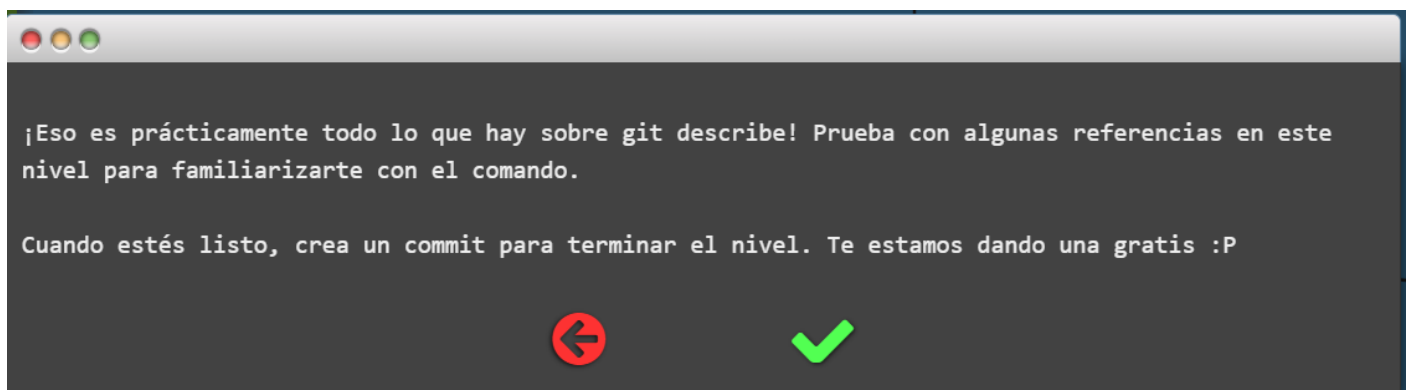 ¡Eso es prácticamente todo lo que hay sobre git describe! Prueba con algunas referencias en este
nivel para familiarizarte con el comando.
Cuando estés listo, crea un commit para terminar el nivel. Te estamos dando una gratis :P